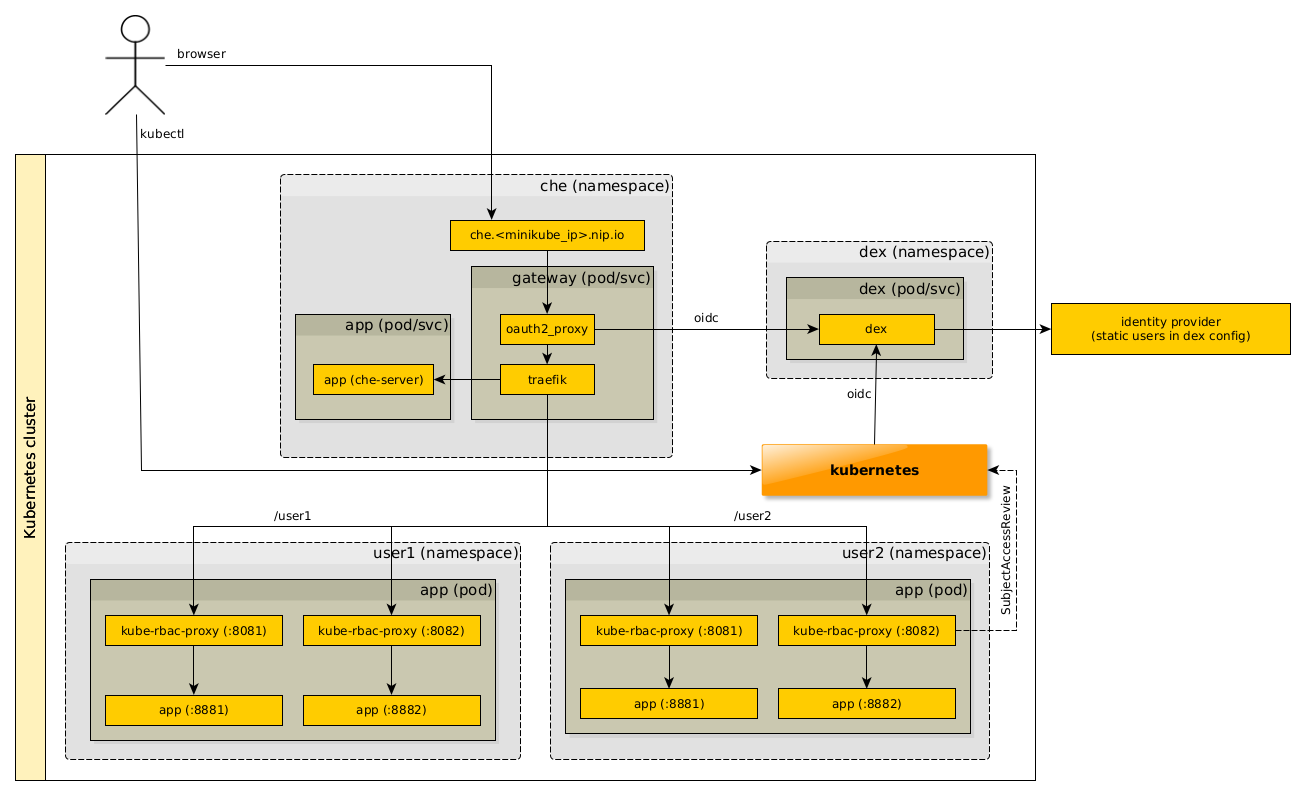 browser
kubectl
Kubernetes cluster
che (namespace)
che.<minikube_ip>.nip.io
gateway (pod/svc)
oauth2_proxy
traefik
app (pod/svc)
app (che-server)
oidc
dex (namespace)
dex (pod/svc)
dex
identity provider
(static users in dex config)
oidc
kubernetes
SubjectAccessReview
/user1
/user2
user1 (namespace)
app (pod)
kube-rbac-proxy (:8081)
kube-rbac-proxy (:8082)
app (:8881)
app (:8882)
user2 (namespace)
app (pod)
kube-rbac-proxy (:8081)
kube-rbac-proxy (:8082)
app (:8881)
app (:8882)